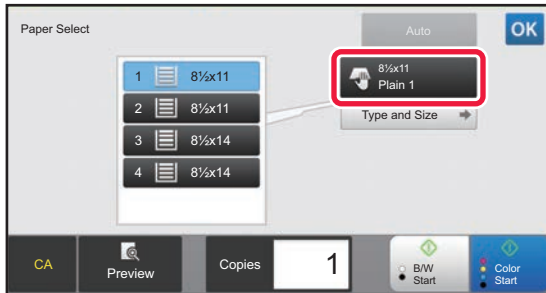 Paper Select
Auto
OK
1 8½x11
2 8½x11
3 8½x14
4 8½x14
8½x11
Plain 1
Type and Size
CA
Preview
Copies
1
B/W
Start
Color
Start